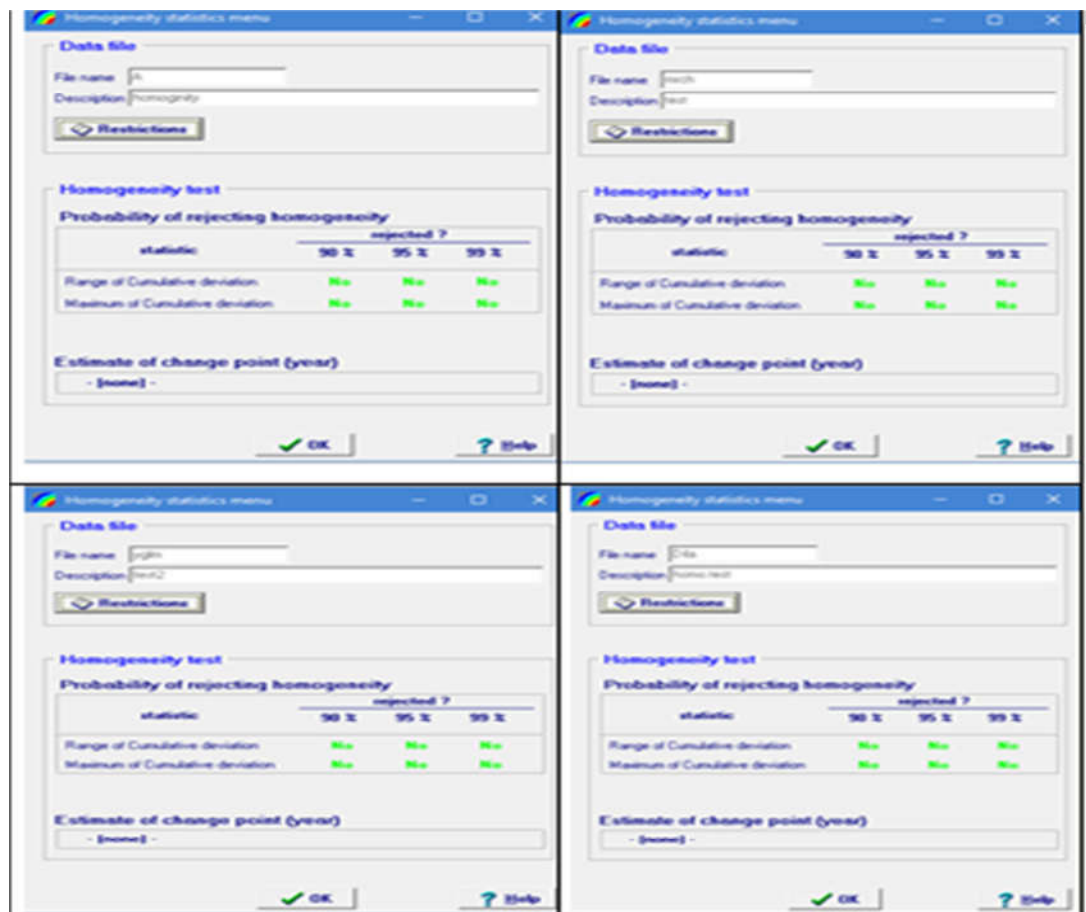 Homogeneity statistics menu
Data file
File name A
Description homoginity
Restrictions
Homogeneity test
Probability of rejecting homogeneity
rejected ?
statistic 90 % 95 % 99 %
Range of Cumulative deviation No No No
Maximum of Cumulative deviation No No No
Estimate of change point (year)
- [none] -
OK Help
Homogeneity statistics menu
Data file
File name
Description test
Restrictions
Homogeneity test
Probability of rejecting homogeneity
rejected ?
statistic 90 % 95 % 99 %
Range of Cumulative deviation No No No
Maximum of Cumulative deviation No No No
Estimate of change point (year)
- [none] -
OK Help
Homogeneity statistics menu
Data file
File name
Description test2
Restrictions
Homogeneity test
Probability of rejecting homogeneity
rejected ?
statistic 90 % 95 % 99 %
Range of Cumulative deviation No No No
Maximum of Cumulative deviation No No No
Estimate of change point (year)
- [none] -
OK Help
Homogeneity statistics menu
Data file
File name
Description homo.test
Restrictions
Homogeneity test
Probability of rejecting homogeneity
rejected ?
statistic 90 % 95 % 99 %
Range of Cumulative deviation No No No
Maximum of Cumulative deviation No No No
Estimate of change point (year)
- [none] -
OK Help